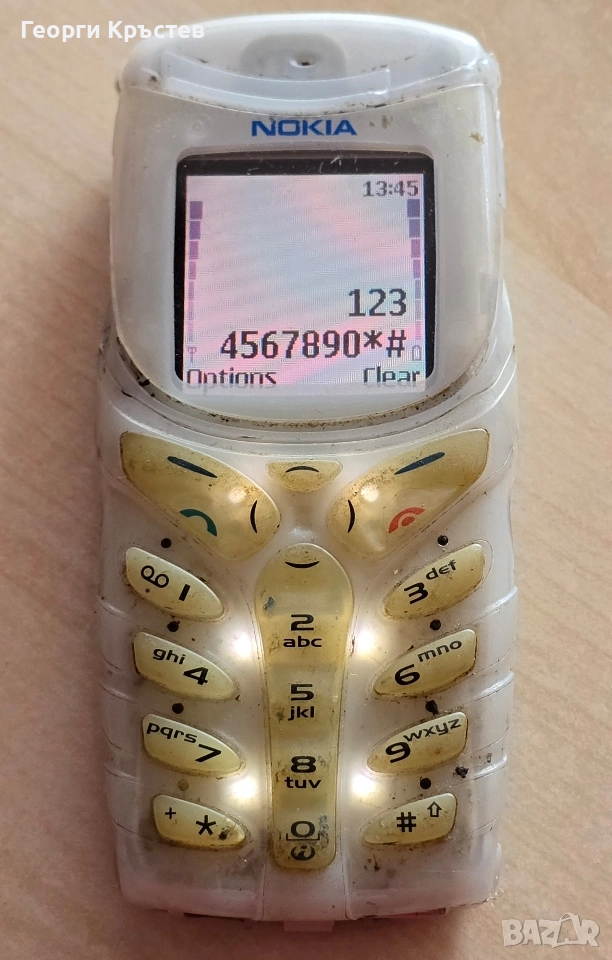 Георги Кръстев
NOKIA
13:45
123
4567890*#
Options Clear
1
2
abc
3 def
ghi 4
5
jkl
6 mno
pqrs 7
8
tuv
9 wxyz
+ *
0
i
# ⇧
BAZAR